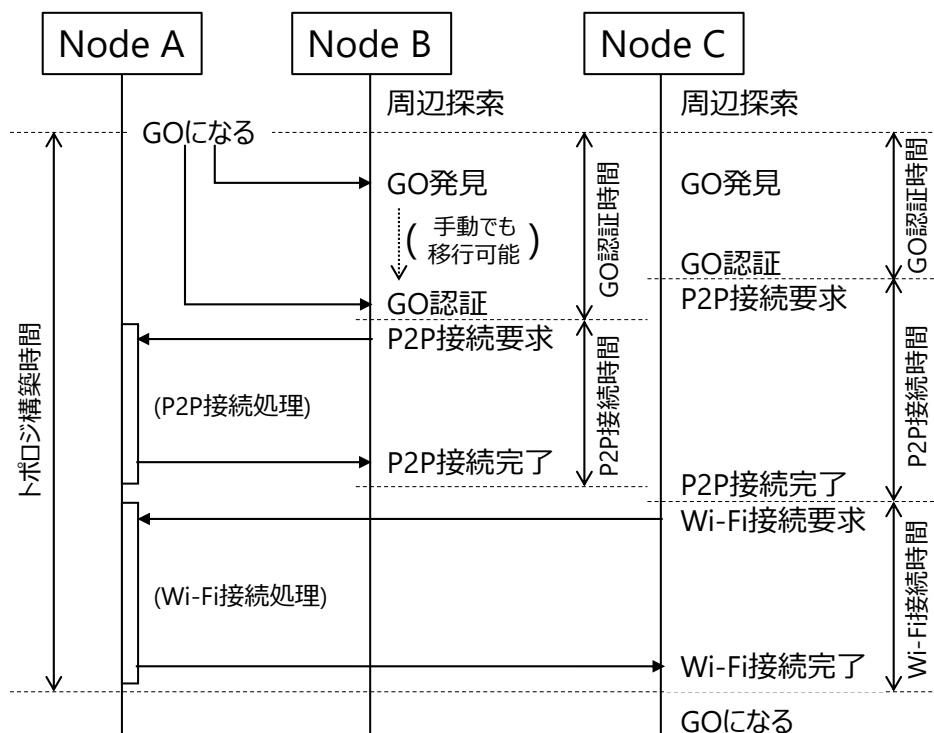 Node A
Node B
Node C
周辺探索
周辺探索
GOになる
GO発見
GO発見
( 手動でも
移行可能 )
GO認証
GO認証
GO認証時間
GO認証時間
P2P接続要求
P2P接続要求
(P2P接続処理)
P2P接続時間
P2P接続時間
トポロジ構築時間
P2P接続完了
P2P接続完了
Wi-Fi接続要求
(Wi-Fi接続処理)
Wi-Fi接続時間
Wi-Fi接続完了
GOになる